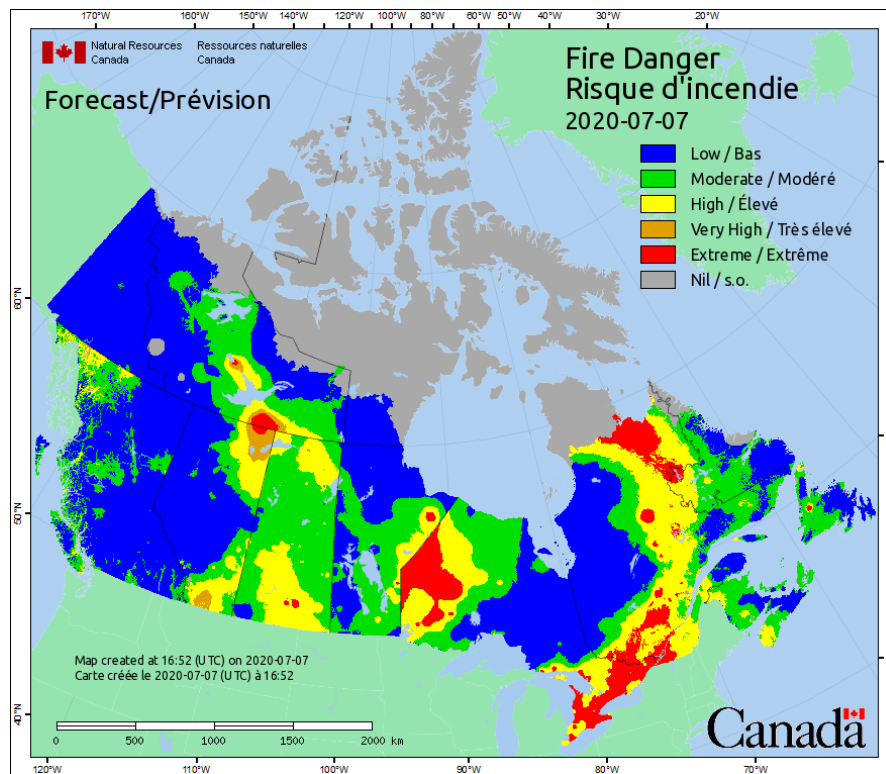 170°W 160°W 150°W 140°W 120°W 110°W 100°W 90°W 80°W 70°W 60°W 50°W 40°W 30°W 20°W
Natural Resources Ressources naturelles
Canada Canada
Forecast/Prévision
Fire Danger
Risque d'incendie
2020-07-07
Low / Bas
Moderate / Modéré
High / Élevé
Very High / Très élevé
Extreme / Extrême
Nil / s.o.
60°N
50°N
40°N
Map created at 16:52 (UTC) on 2020-07-07
Carte créée le 2020-07-07 (UTC) à 16:52
0 500 1000 1500 2000 km
Canada
120°W 110°W 100°W 90°W 80°W 70°W